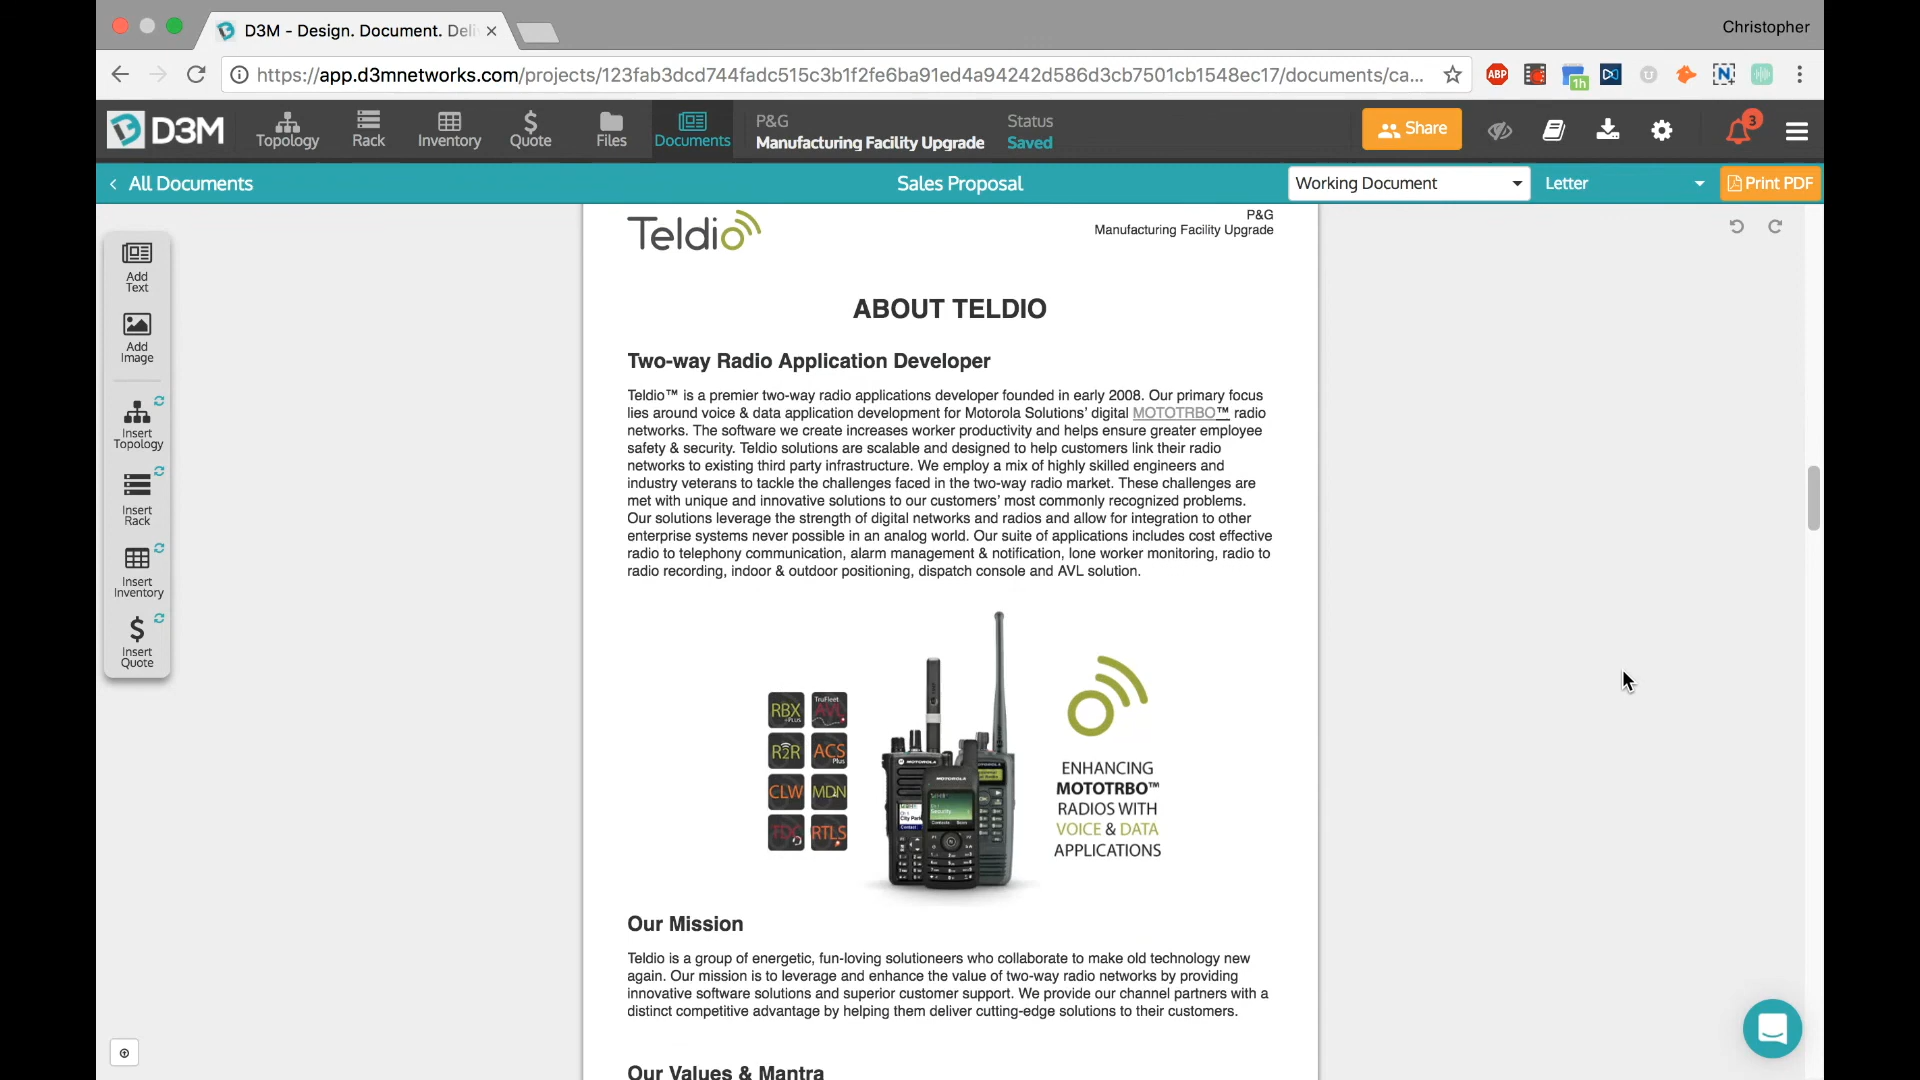 D3M - Design. Document. Deli
Christopher
https://app.d3mnetworks.com/projects/123fab3dcd744fadc515c3b1f2fe6ba91ed4a94242d586d3cb7501cb1548ec17/documents/ca...
ABP
1h
N
D3M
Topology
Rack
Inventory
Quote
Files
Documents
P&G
Manufacturing Facility Upgrade
Status
Saved
Share
3
All Documents
Sales Proposal
Working Document
Letter
Print PDF
Add
Text
Add
Image
Insert
Topology
Insert
Rack
Insert
Inventory
Insert
Quote
Teldio
P&G
Manufacturing Facility Upgrade
ABOUT TELDIO
Two-way Radio Application Developer
Teldio™ is a premier two-way radio applications developer founded in early 2008. Our primary focus
lies around voice & data application development for Motorola Solutions' digital MOTOTRBO™ radio
networks. The software we create increases worker productivity and helps ensure greater employee
safety & security. Teldio solutions are scalable and designed to help customers link their radio
networks to existing third party infrastructure. We employ a mix of highly skilled engineers and
industry veterans to tackle the challenges faced in the two-way radio market. These challenges are
met with unique and innovative solutions to our customers' most commonly recognized problems.
Our solutions leverage the strength of digital networks and radios and allow for integration to other
enterprise systems never possible in an analog world. Our suite of applications includes cost effective
radio to telephony communication, alarm management & notification, lone worker monitoring, radio to
radio recording, indoor & outdoor positioning, dispatch console and AVL solution.
RBX
+PLUS
TruFleet
AVL
R2R
ACS
Plus
CLW
MDN
TDC
RTLS
MOTOROLA
MOTOROLA
City Park
Security
ENHANCING
MOTOTRBO™
RADIOS WITH
VOICE & DATA
APPLICATIONS
Our Mission
Teldio is a group of energetic, fun-loving solutioneers who collaborate to make old technology new
again. Our mission is to leverage and enhance the value of two-way radio networks by providing
innovative software solutions and superior customer support. We provide our channel partners with a
distinct competitive advantage by helping them deliver cutting-edge solutions to their customers.
Our Values & Mantra